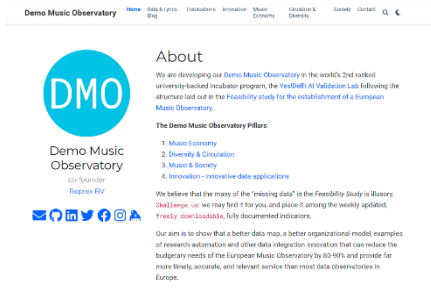 Demo Music Observatory Home Data & Lyrics Publications Innovation Music Circulation & Society Contact
Blog Economy Diversity
DMO
Demo Music
Observatory
co-founder
Reprex BV
About
We are developing our Demo Music Observatory in the world's 2nd ranked
university-backed incubator program, the Yes!Delft AI Validation Lab following the
structure laid out in the Feasibility study for the establishment of a European
Music Observatory.
The Demo Music Observatory Pillars:
1. Music Economy
2. Diversity & Circulation
3. Music & Society
4. Innovation - innovative data applications
We believe that the many of the "missing data" in the Feasibility Study is illusory.
Challenge us: we may find it for you, and place it among the weekly updated,
freely downloadable, fully documented indicators.
Our aim is to show that a better data map, a better organizational model, examples
of research automation and other data integration innovation that can reduce the
budgetary needs of the European Music Observatory by 80-90% and provide far
more timely, accurate, and relevant service than most data observatories in
Europe.